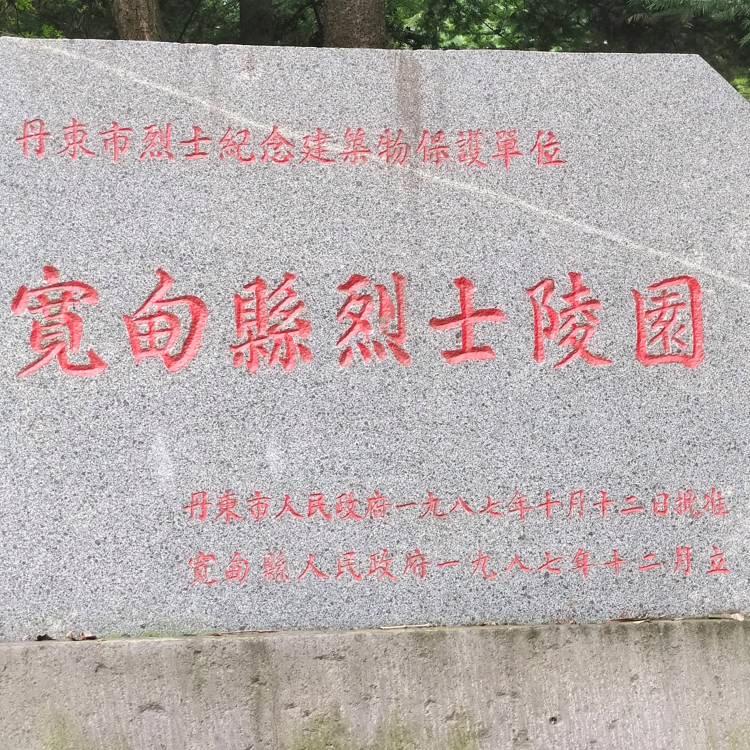 丹東市烈士紀念建築物保護單位
寬甸縣烈士陵園
丹東市人民政府一九八七年十月十二日批准
寬甸縣人民政府一九八七年十二月立